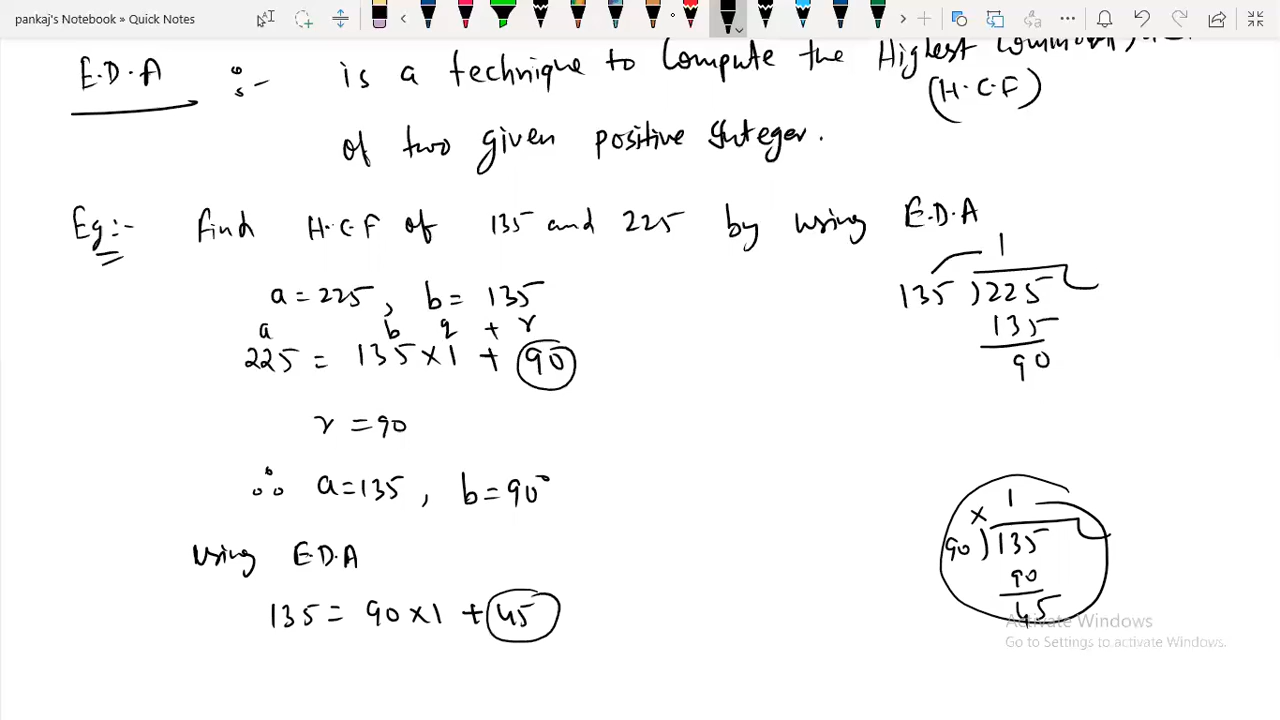 pankaj's Notebook » Quick Notes
E.D.A :- is a technique to Compute the Highest Common
(H.C.F)
of two given positive Integer.
Eg:- find H.C.F of 135 and 225 by using E.D.A
1
a = 225 , b = 135
135 ) 225
a b q + r
135
225 = 135 × 1 + 90
90
r = 90
∴ a = 135 , b = 90
1
×
90 ) 135
using E.D.A
90
135 = 90 × 1 + 45
45
Activate Windows
Go to Settings to activate Windows.